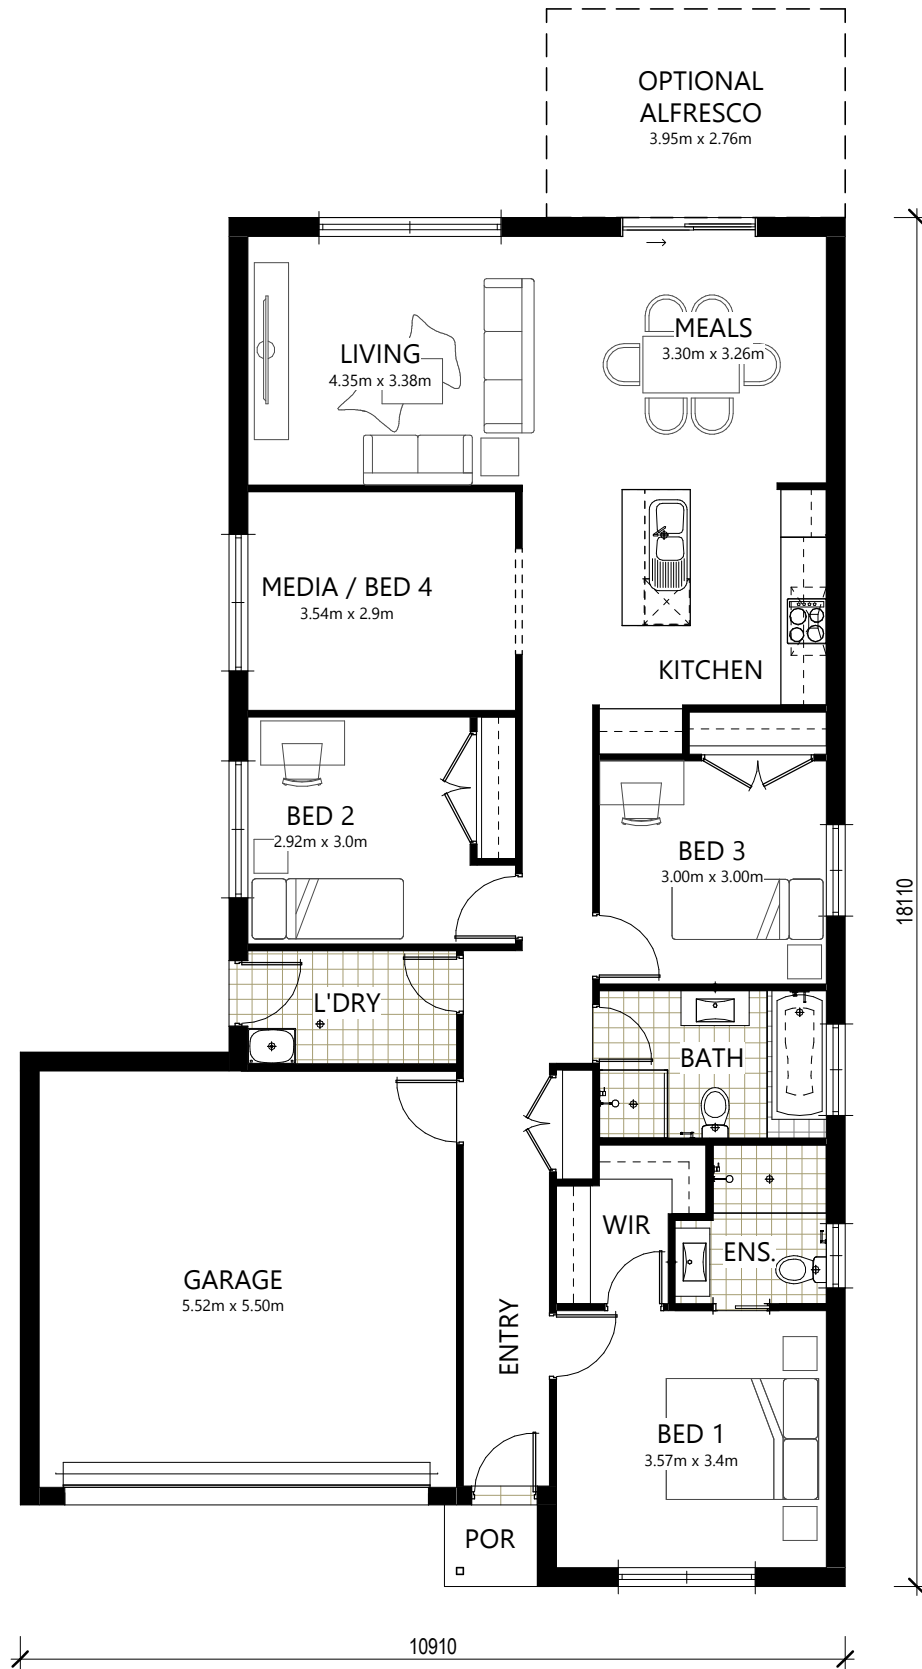 OPTIONAL
ALFRESCO
3.95m x 2.76m
MEALS
3.30m x 3.26m
LIVING
4.35m x 3.38m
MEDIA / BED 4
3.54m x 2.9m
KITCHEN
BED 2
2.92m x 3.0m
BED 3
3.00m x 3.00m
18110
L'DRY
BATH
WIR
ENS.
GARAGE
5.52m x 5.50m
ENTRY
BED 1
3.57m x 3.4m
POR
10910